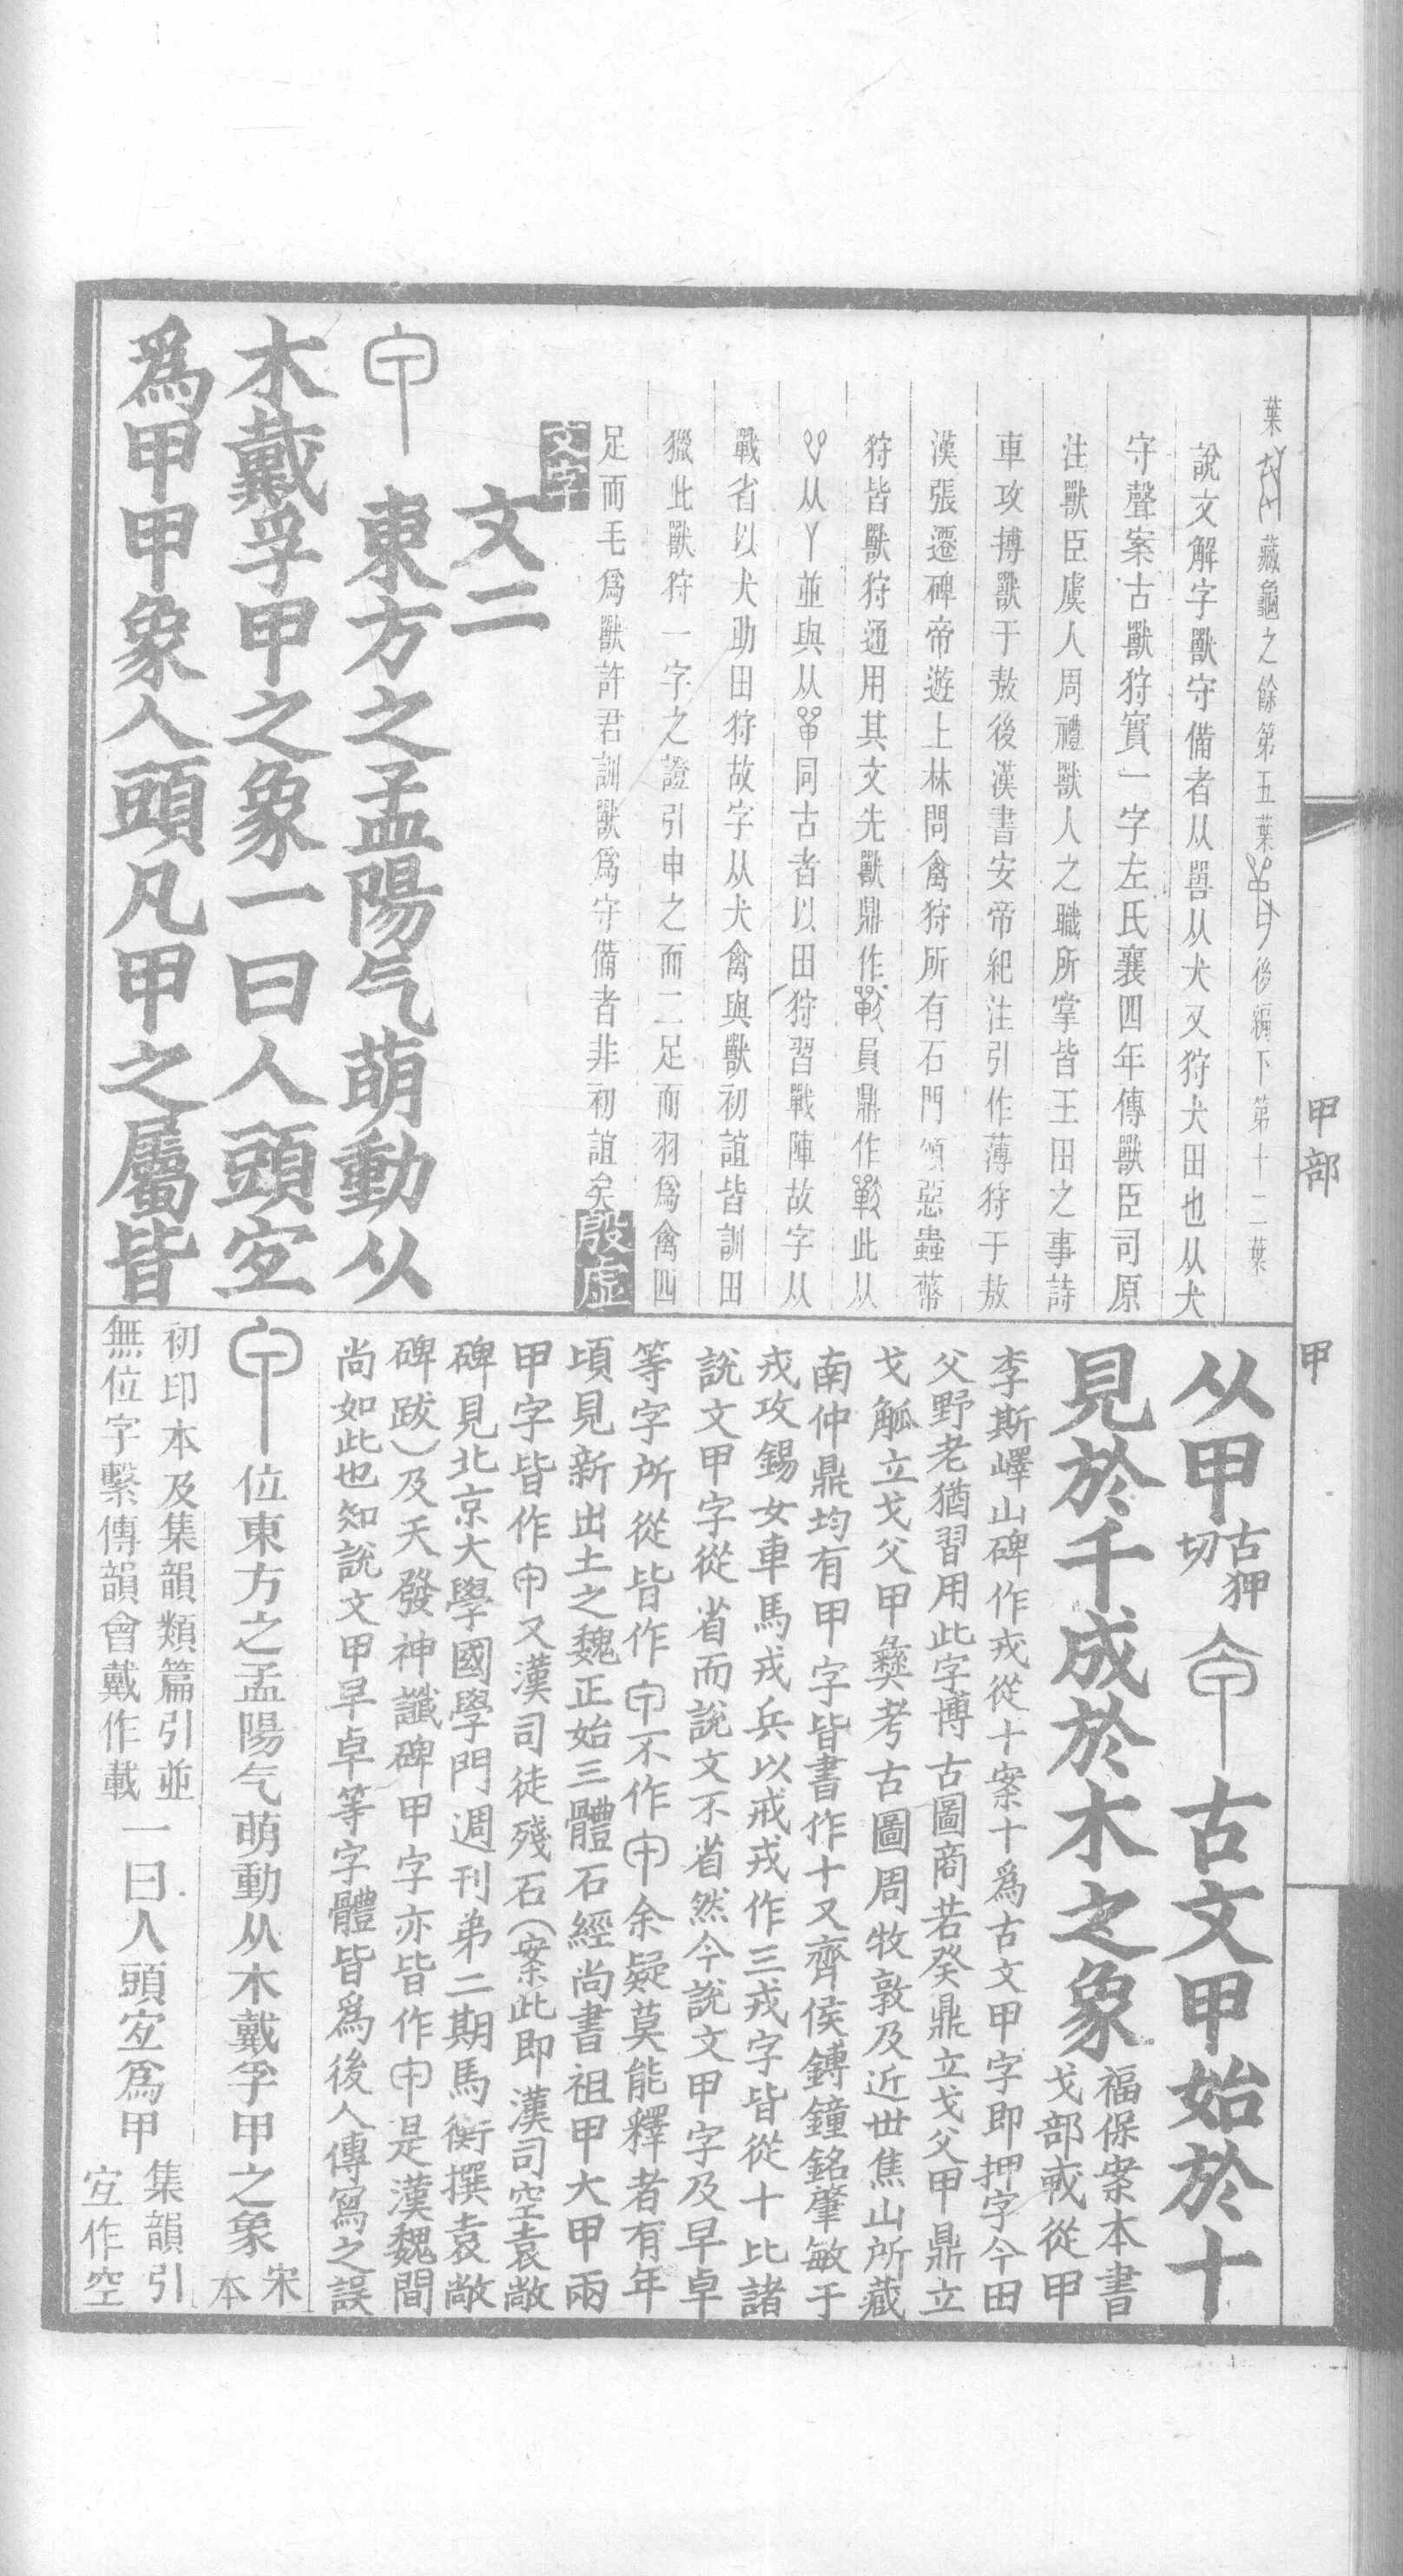 葉藏龜之餘第五葉後編下第十二葉
說文解字獸守備者从嘼从犬又狩犬田也从犬
守聲案古獸狩實一字左氏襄四年傳獸臣司原
注獸臣虞人周禮獸人之職所掌皆王田之事詩
車攻搏獸于敖後漢書安帝紀注引作薄狩于敖
漢張遷碑帝遊上林問禽狩所有石門頌惡蟲幣
狩皆獸狩通用其文先獸鼎作員鼎作此从
从丫並與从同古者以田狩習戰陣故字从
戰省以犬助田狩故字从犬禽與獸初誼皆訓田
獵此獸狩一字之證引申之而二足而羽爲禽四
足而毛爲獸許君訓獸爲守備者非初誼矣殷虛
文字
文二
東方之孟陽气萌動从
木戴孚甲之象一曰人頭宐
爲甲甲象人頭凡甲之屬皆
从甲古狎切古文甲始於十
見於千成於木之象福保案本書
戈部戟從甲
李斯嶧山碑作戎從十案十爲古文甲字即押字今田
父野老猶習用此字博古圖商若癸鼎立戈父甲鼎立
戈觚立戈父甲彝考古圖周牧敦及近世焦山所藏
南仲鼎均有甲字皆書作十又齊侯鎛鐘銘肇敏于
戎攻錫女車馬戎兵以戒戎作三戎字皆從十比諸
說文甲字從省而說文不省然今說文甲字及早卓
等字所從皆作不作余疑莫能釋者有年
頃見新出土之魏正始三體石經尚書祖甲大甲兩
甲字皆作又漢司徒殘石(案此即漢司空袁敞
碑見北京大學國學門週刊弟二期馬衡撰袁敞
碑跋)及天發神讖碑甲字亦皆作是漢魏間
尚如此也知說文甲早卓等字體皆爲後人傳寫之誤
位東方之孟陽气萌動从木戴孚甲之象宋本
初印本及集韻類篇引並
無位字繫傳韻會戴作載一曰人頭宐爲甲集韻引
宐作空
甲部
甲